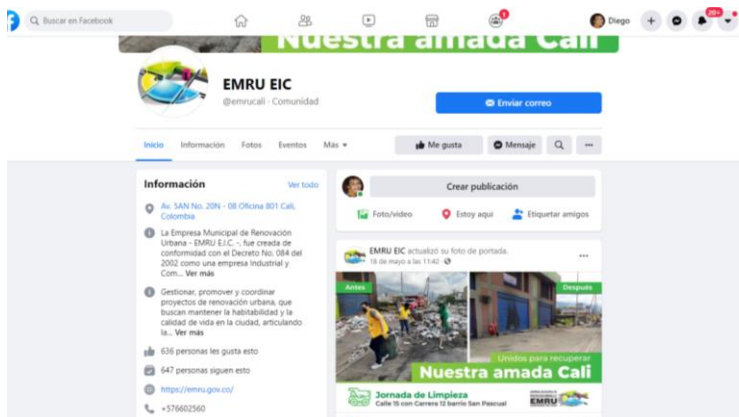 Buscar en Facebook
Diego
20+
Nuestra amada Cali
EMRU EIC
@emrucali · Comunidad
Enviar correo
Inicio Información Fotos Eventos Más
Me gusta Mensaje
Información Ver todo
Av. 5AN No. 20N - 08 Oficina 801 Cali,
Colombia
La Empresa Municipal de Renovación
Urbana - EMRU E.I.C. -, fue creada de
conformidad con el Decreto No. 084 del
2002 como una empresa Industrial y
Com... Ver más
Gestionar, promover y coordinar
proyectos de renovación urbana, que
buscan mantener la habitabilidad y la
calidad de vida en la ciudad, articulando
la... Ver más
636 personas les gusta esto
647 personas siguen esto
https://emru.gov.co/
+576602560
Crear publicación
Foto/video Estoy aquí Etiquetar amigos
EMRU EIC actualizó su foto de portada.
18 de mayo a las 11:42
Antes Después
Unidos para recuperar
Nuestra amada Cali
Jornada de Limpieza
Calle 15 con Carrera 12 barrio San Pascual
EMRU